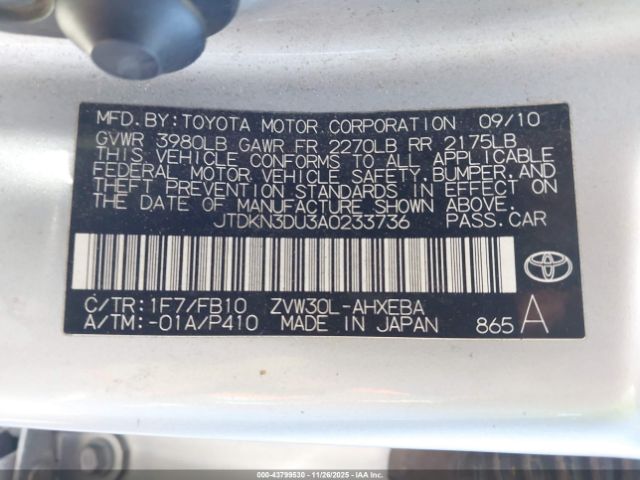 MFD. BY: TOYOTA MOTOR CORPORATION 09/10
GVWR 3980LB GAWR FR 2270LB RR 2175LB
THIS VEHICLE CONFORMS TO ALL APPLICABLE
FEDERAL MOTOR VEHICLE SAFETY, BUMPER, AND
THEFT PREVENTION STANDARDS IN EFFECT ON
THE DATE OF MANUFACTURE SHOWN ABOVE.
JTDKN3DU3A0233736 PASS. CAR
C/TR: 1F7/FB10 ZVW30L-AHXEBA
A/TM: -01A/P410 MADE IN JAPAN 865 A
000-43799530 - 11/26/2025 - IAAI.COM